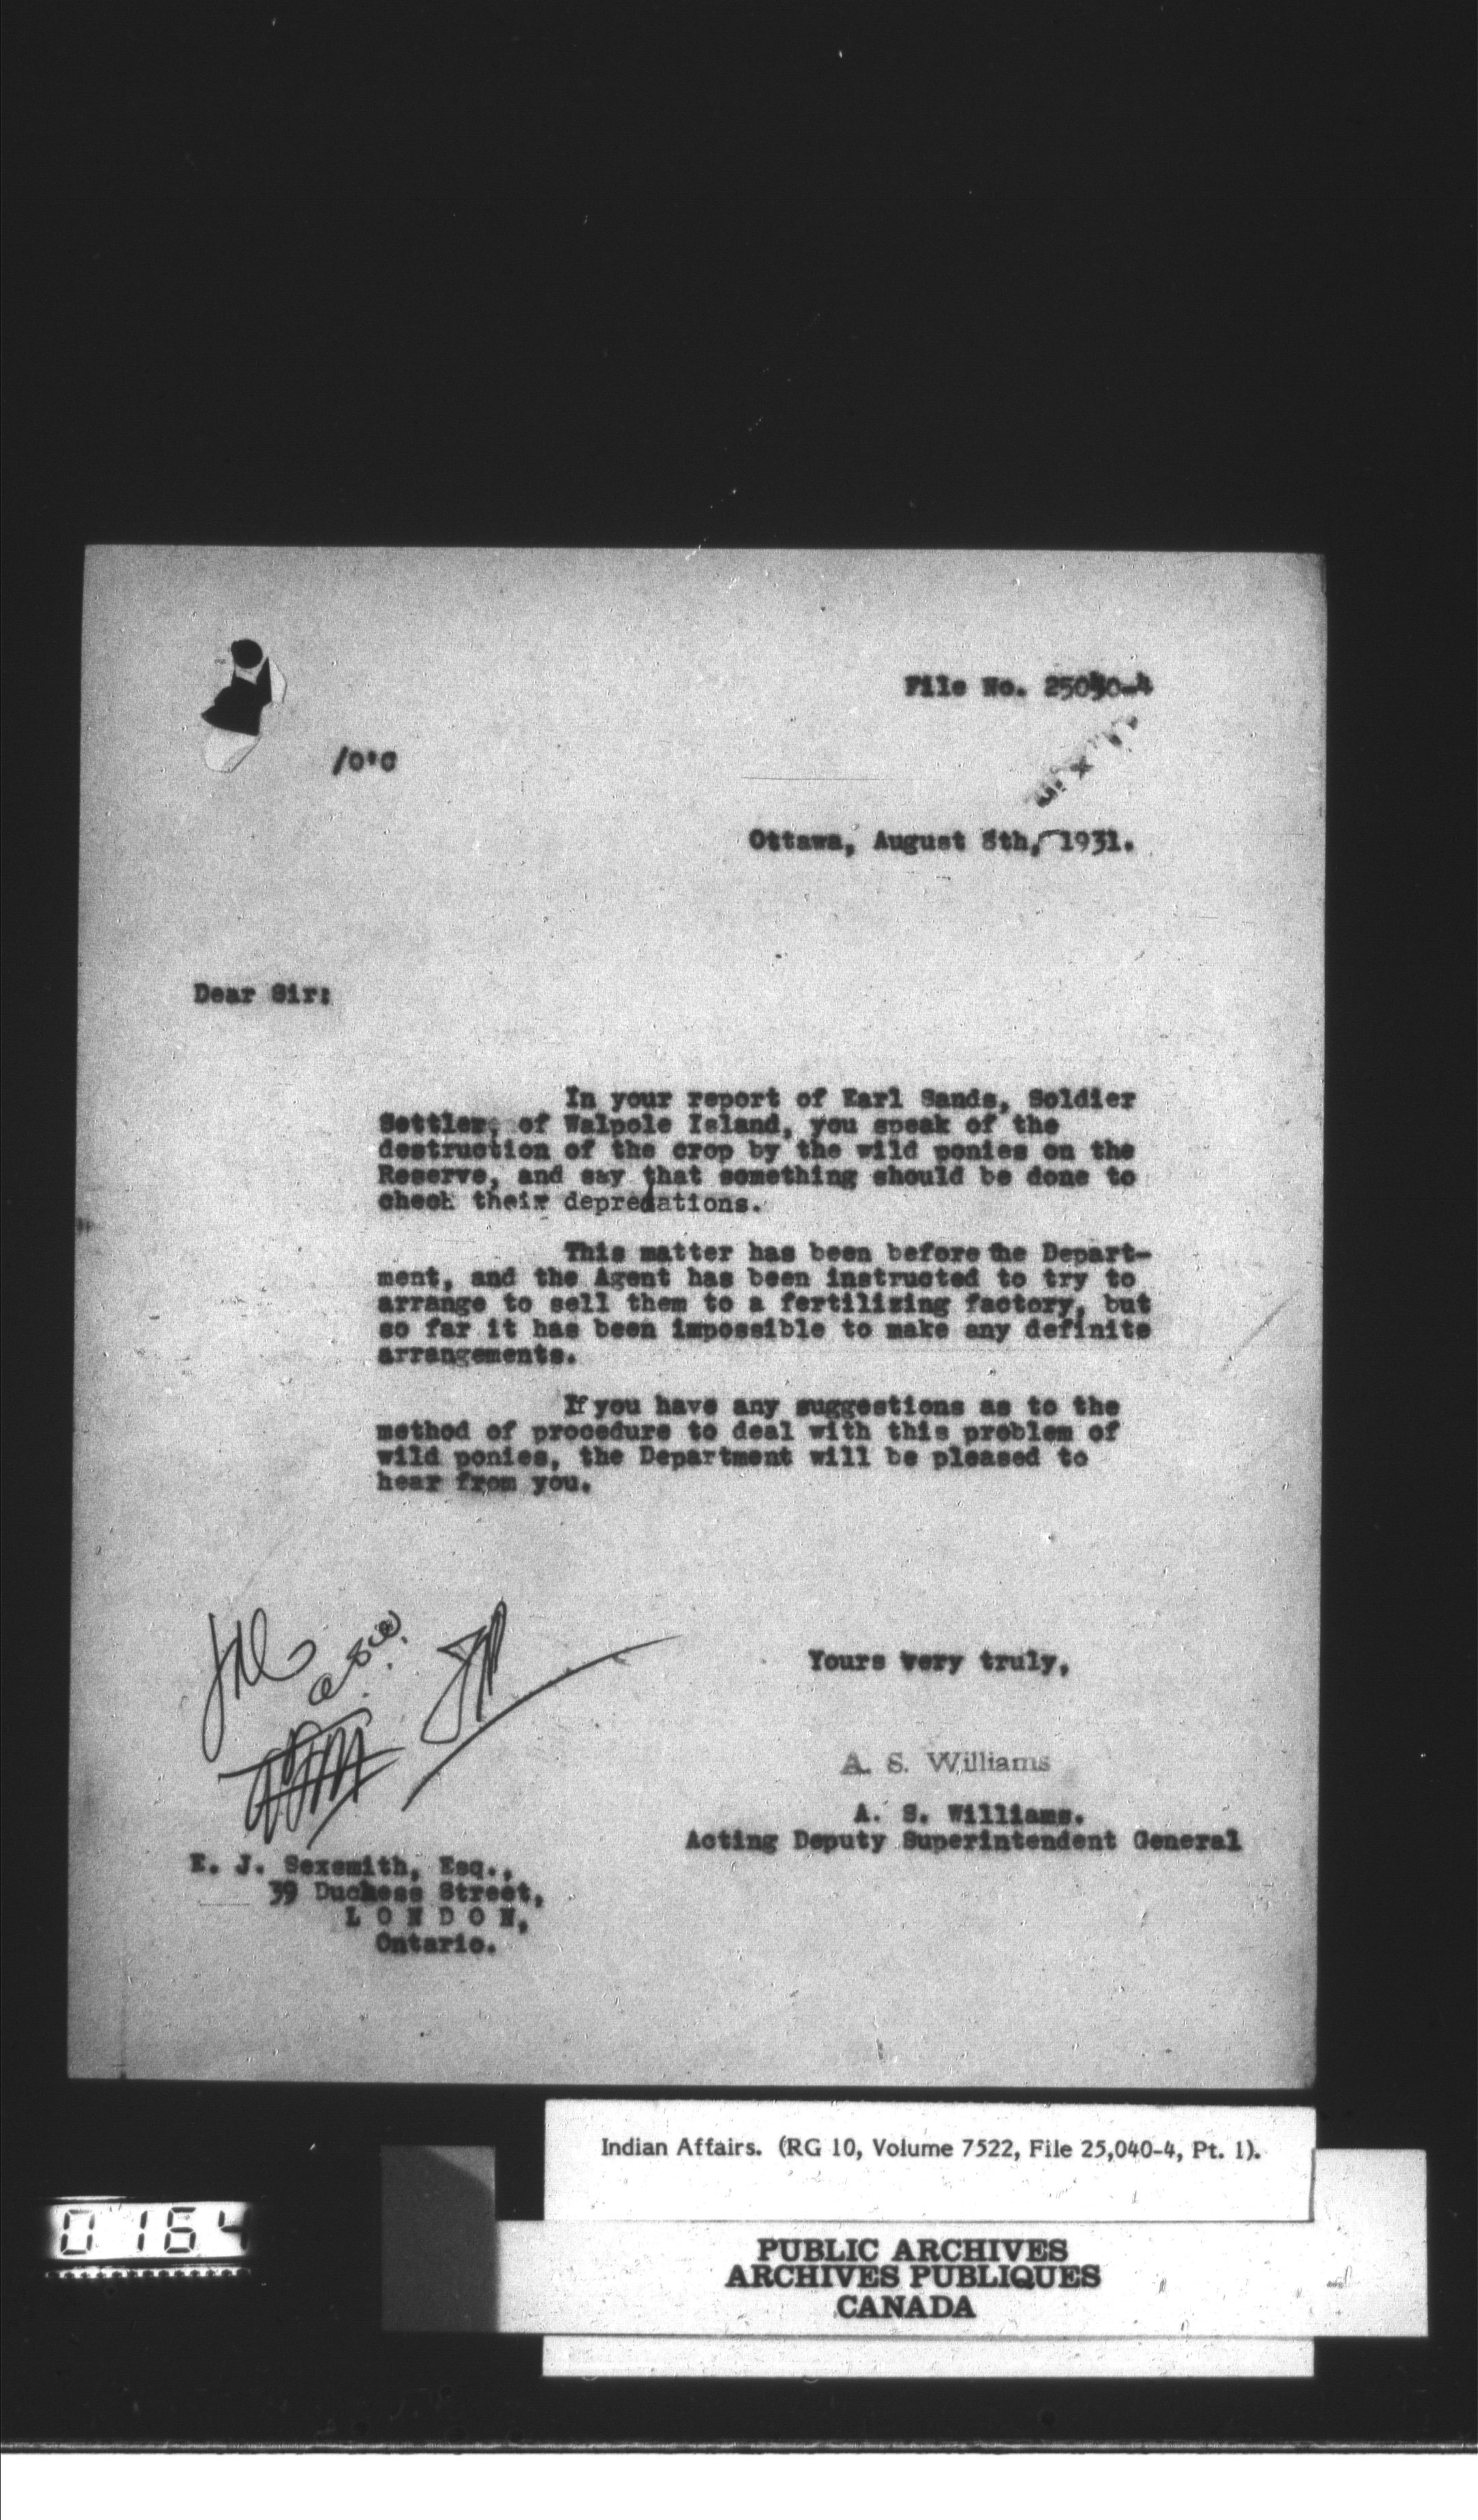 File No. 25040-4
/O'C
Ottawa, August 8th, 1931.
Dear Sir:
In your report of Earl Sands, Soldier
Settler, of Walpole Island, you speak of the
destruction of the crop by the wild ponies on the
Reserve, and say that something should be done to
check their depredations.
This matter has been before the Depart-
ment, and the Agent has been instructed to try to
arrange to sell them to a fertilizing factory, but
so far it has been impossible to make any definite
arrangements.
If you have any suggestions as to the
method of procedure to deal with this problem of
wild ponies, the Department will be pleased to
hear from you.
Yours very truly,
A. S. Williams
A. S. Williams.
Acting Deputy Superintendent General
E. J. Sexsmith, Esq.,
39 Duchess Street,
L O N D O N,
Ontario.
Indian Affairs. (RG 10, Volume 7522, File 25,040-4, Pt. 1).
0164
PUBLIC ARCHIVES
ARCHIVES PUBLIQUES
CANADA